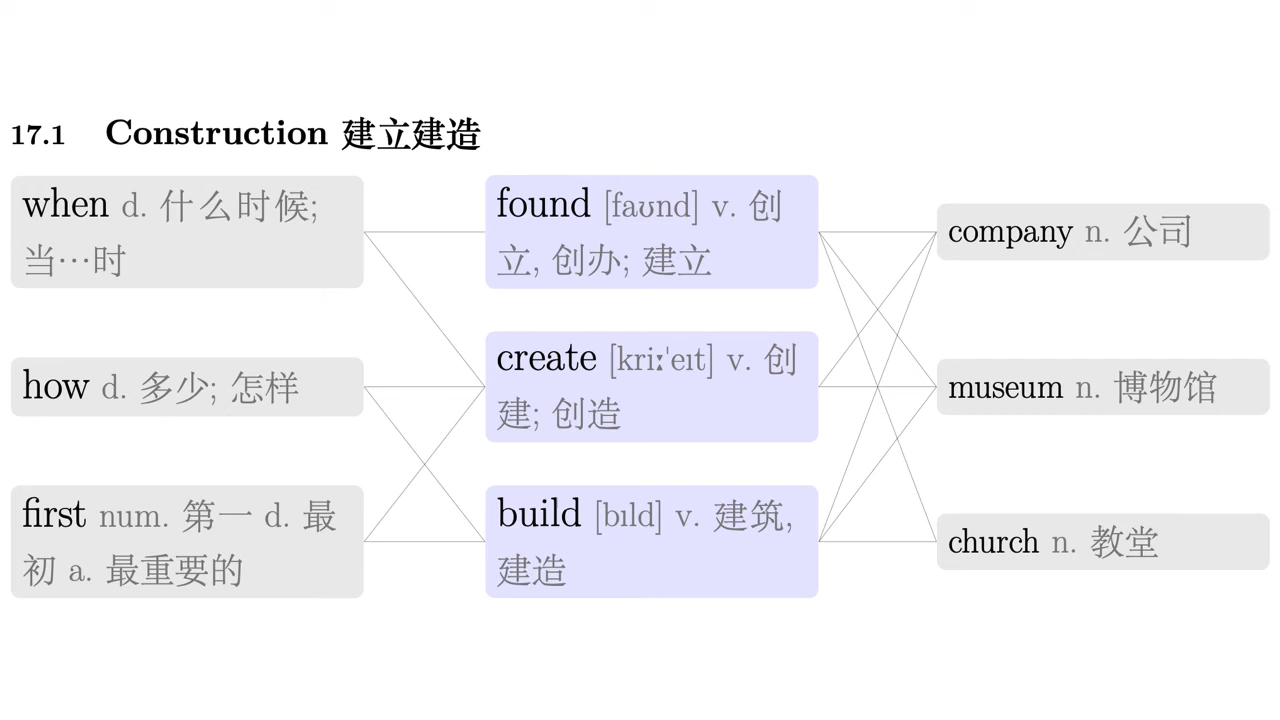 17.1 Construction 建立建造
when d. 什么时候;
当…时
how d. 多少; 怎样
first num. 第一 d. 最
初 a. 最重要的
found [faʊnd] v. 创
立, 创办; 建立
create [kriːˈeɪt] v. 创
建; 创造
build [bɪld] v. 建筑,
建造
company n. 公司
museum n. 博物馆
church n. 教堂